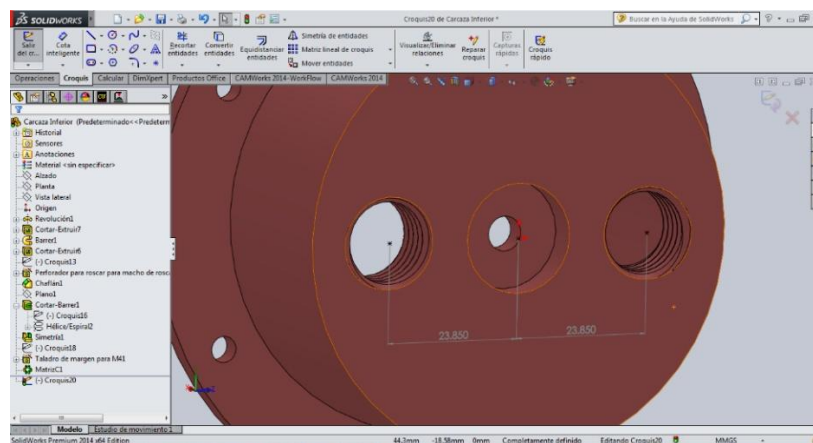 SOLIDWORKS
Croquis20 de Carcaza Inferior *
Buscar en la Ayuda de SolidWorks
Salir del cr...
Cota inteligente
Recortar entidades
Convertir entidades
Equidistanciar entidades
Simetría de entidades
Matriz lineal de croquis
Mover entidades
Visualizar/Eliminar relaciones
Reparar croquis
Capturas rápidas
Croquis rápido
Operaciones Croquis Calcular DimXpert Productos Office CAMWorks 2014-WorkFlow CAMWorks 2014
Carcaza Inferior (Predeterminado<<Predetermi
Historial
Sensores
Anotaciones
Material <sin especificar>
Alzado
Planta
Vista lateral
Origen
Revolución1
Cortar-Extruir7
Barrer1
Cortar-Extruir6
(-) Croquis13
Perforador para roscar para macho de rosc
Chaflán1
Plano1
Cortar-Barrer1
(-) Croquis16
Hélice/Espiral2
Simetría1
(-) Croquis18
Taladro de margen para M41
MatrizC1
(-) Croquis20
23.850
23.850
Modelo Estudio de movimiento 1
SolidWorks Premium 2014 x64 Edition
44.3mm -18.58mm 0mm Completamente definido Editando Croquis20 MMGS